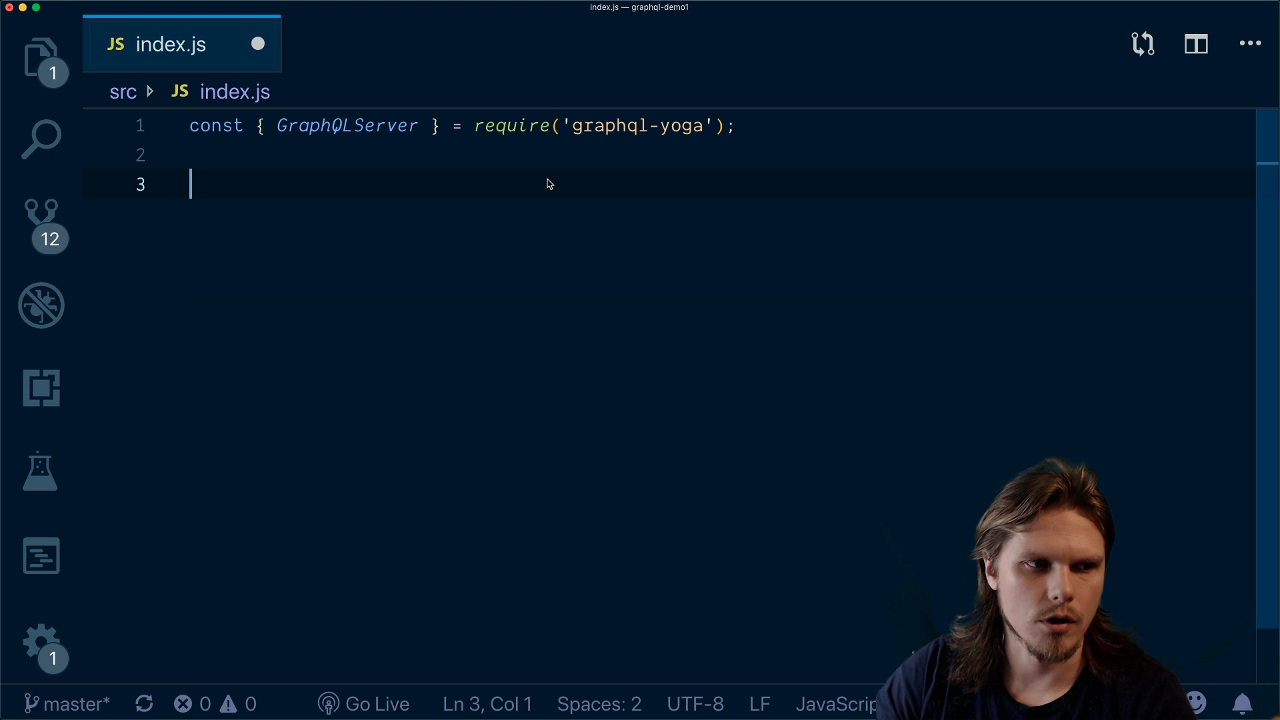 index.js — graphql-demo1
JS index.js
1
src JS index.js
1 const { GraphQLServer } = require('graphql-yoga');
2
3
12
1
master* 0 0 Go Live Ln 3, Col 1 Spaces: 2 UTF-8 LF JavaScrip